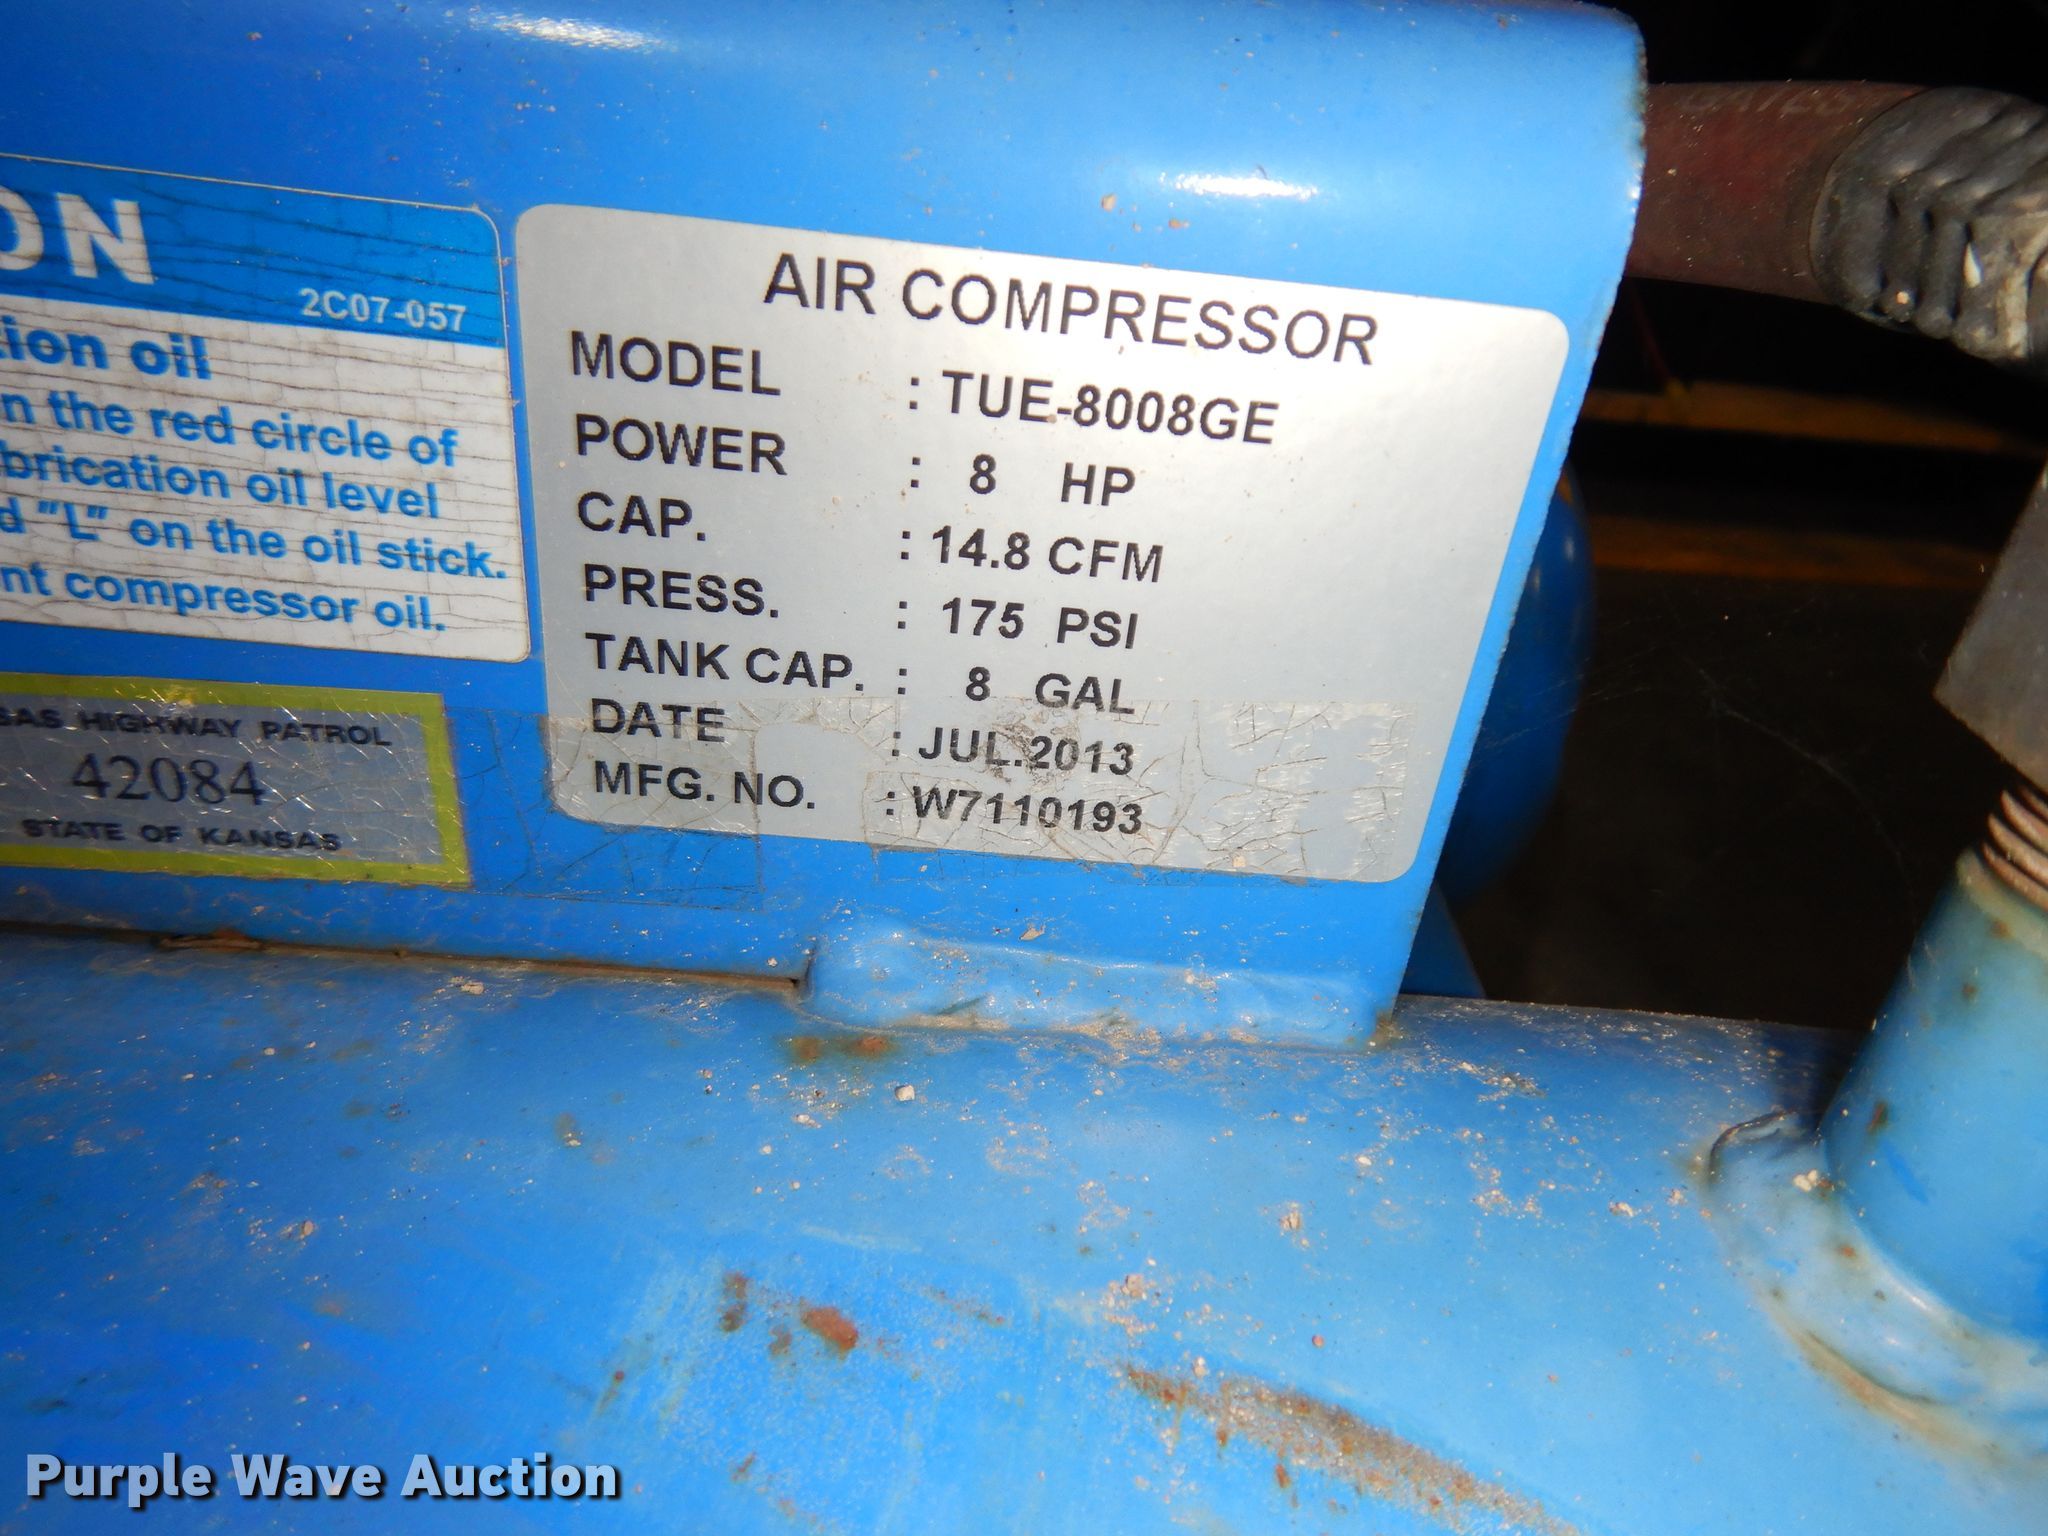 ON
2C07-057
tion oil
n the red circle of
brication oil level
d "L" on the oil stick.
nt compressor oil.
SAS HIGHWAY PATROL
42084
STATE OF KANSAS
AIR COMPRESSOR
MODEL : TUE-8008GE
POWER : 8 HP
CAP. : 14.8 CFM
PRESS. : 175 PSI
TANK CAP. : 8 GAL
DATE : JUL.2013
MFG. NO. : W7110193
GATES
Purple Wave Auction